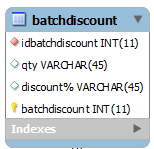 batchdiscount
idbatchdiscount INT(11)
qty VARCHAR(45)
discount% VARCHAR(45)
batchdiscount INT(11)
Indexes